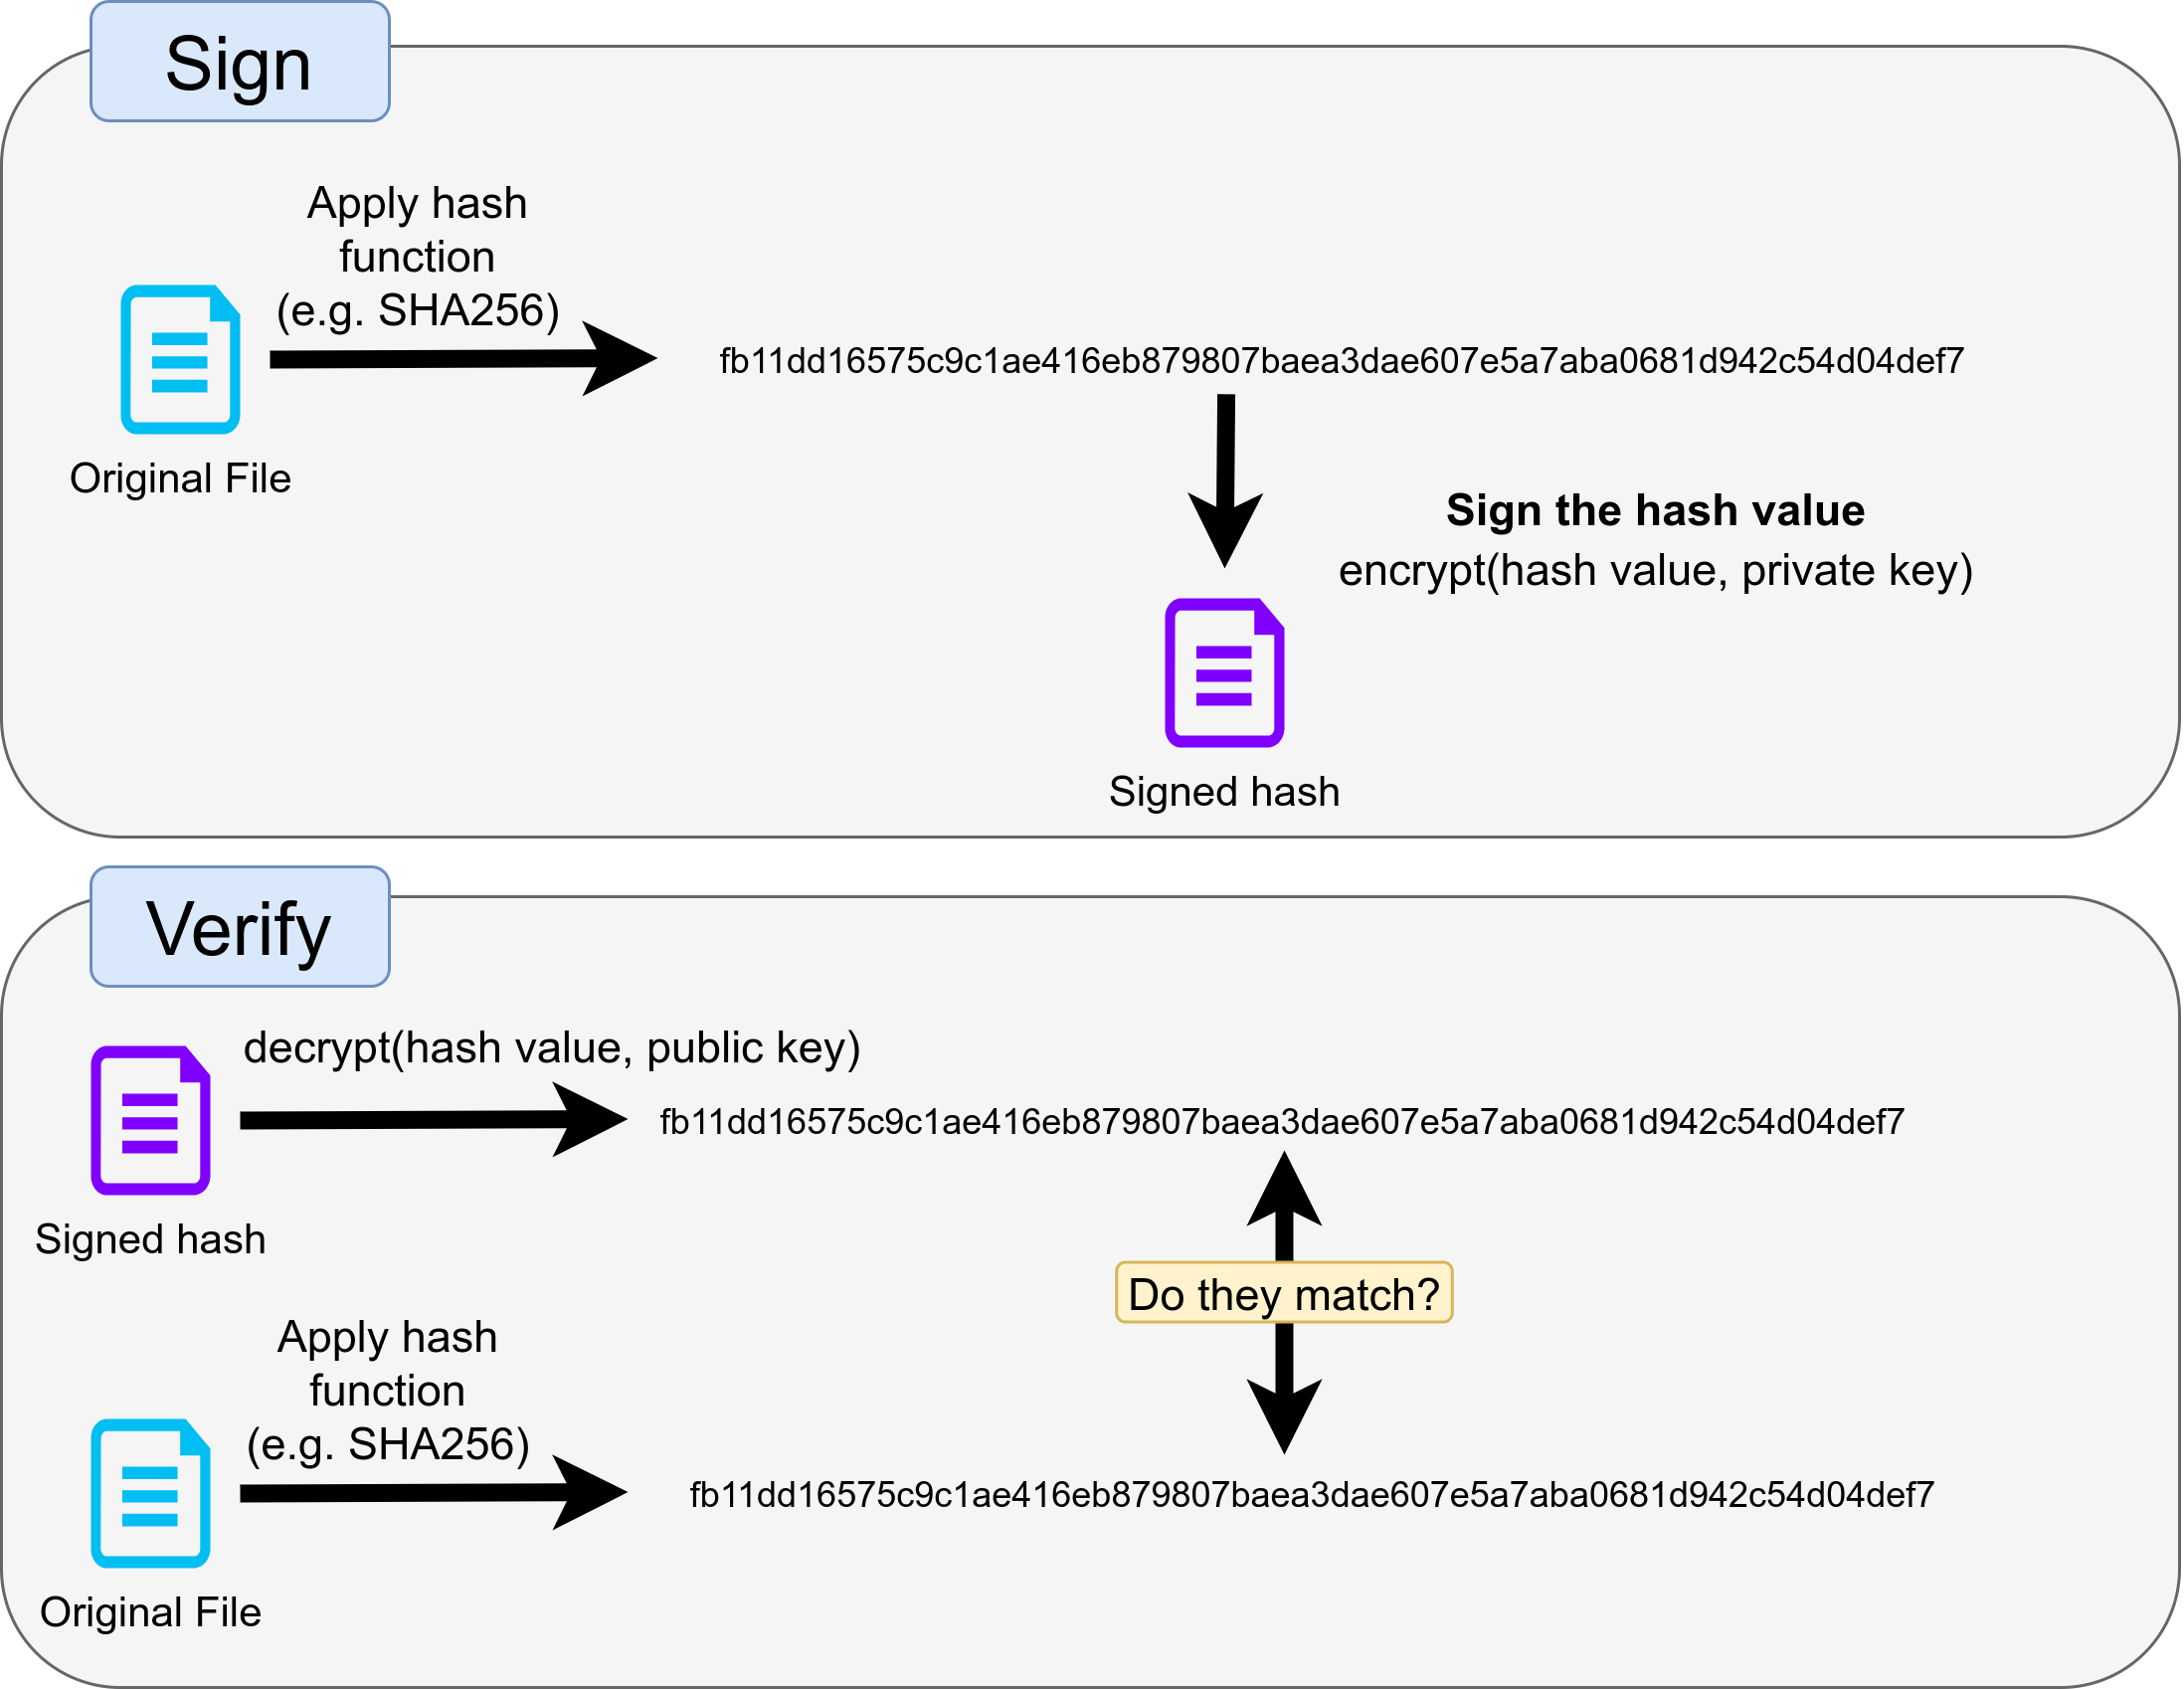 Sign
Apply hash
function
(e.g. SHA256)
fb11dd16575c9c1ae416eb879807baea3dae607e5a7aba0681d942c54d04def7
Original File
Sign the hash value
encrypt(hash value, private key)
Signed hash
Verify
decrypt(hash value, public key)
fb11dd16575c9c1ae416eb879807baea3dae607e5a7aba0681d942c54d04def7
Signed hash
Do they match?
Apply hash
function
(e.g. SHA256)
fb11dd16575c9c1ae416eb879807baea3dae607e5a7aba0681d942c54d04def7
Original File